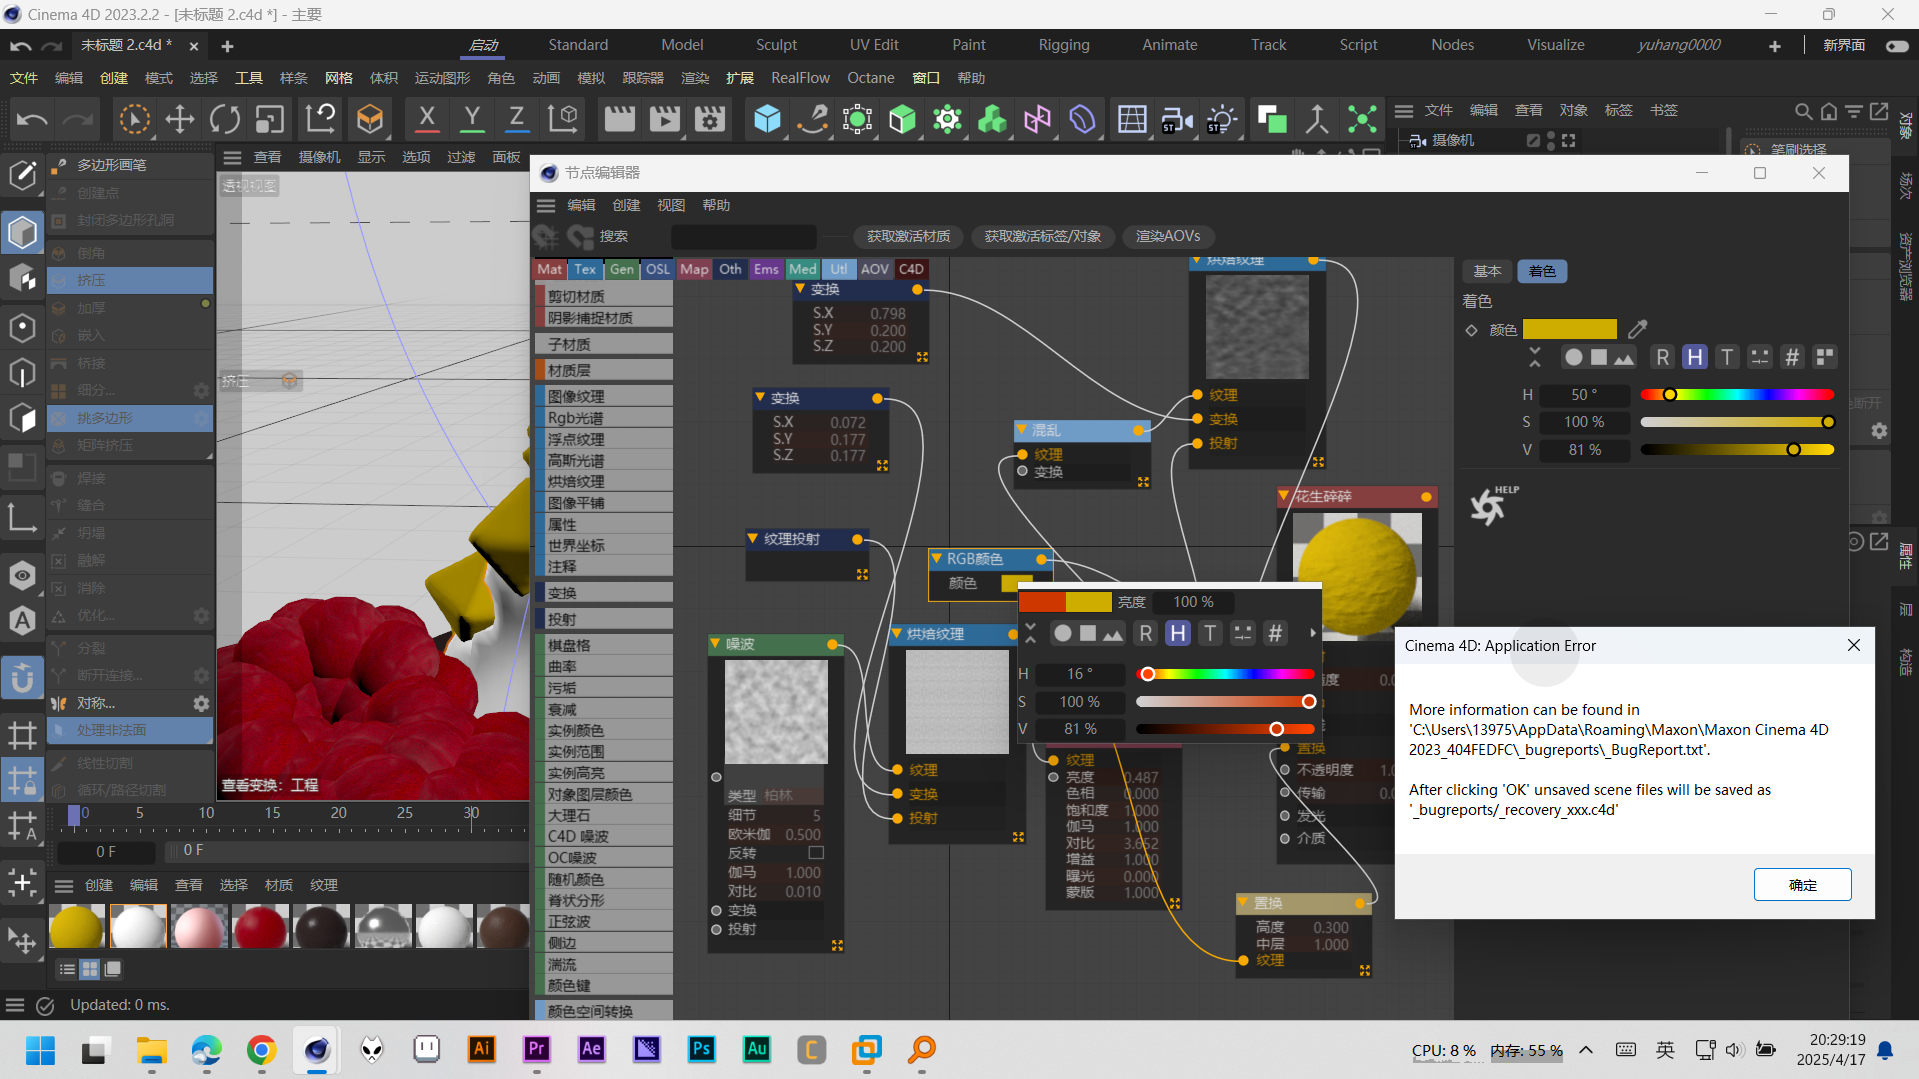 Cinema 4D 2023.2.2 - [未标题 2.c4d *] - 主要
未标题 2.c4d *
启动 Standard Model Sculpt UV Edit Paint Rigging Animate Track Script Nodes Visualize yuhang0000 新界面
文件 编辑 创建 模式 选择 工具 样条 网格 体积 运动图形 角色 动画 模拟 跟踪器 渲染 扩展 RealFlow Octane 窗口 帮助
X Y Z ST ST
文件 编辑 查看 对象 标签 书签
ST 摄像机
笔刷选择
对象
场次
资产浏览器
属性
层
构造
多边形画笔
创建点
封闭多边形孔洞
倒角
挤压
加厚
嵌入
桥接
细分...
挑多边形
矩阵挤压
焊接
缝合
坍塌
融解
消除
优化...
分裂
断开连接...
对称...
处理非法面
线性切割
循环/路径切割
查看 摄像机 显示 选项 过滤 面板
透视视图
挤压
查看变换: 工程
0 5 10 15 20 25 30
0 F
0 F
创建 编辑 查看 选择 材质 纹理
Updated: 0 ms.
节点编辑器
编辑 创建 视图 帮助
搜索
获取激活材质 获取激活标签/对象 渲染AOVs
Mat Tex Gen OSL Map Oth Ems Med Utl AOV C4D
剪切材质
阴影捕捉材质
子材质
材质层
图像纹理
Rgb光谱
浮点纹理
高斯光谱
烘焙纹理
图像平铺
属性
世界坐标
注释
变换
投射
棋盘格
曲率
污垢
衰减
实例颜色
实例范围
实例高亮
对象图层颜色
大理石
C4D 噪波
OC噪波
随机颜色
脊状分形
正弦波
侧边
湍流
颜色键
颜色空间转换
变换
S.X 0.798
S.Y 0.200
S.Z 0.200
变换
S.X 0.072
S.Y 0.177
S.Z 0.177
纹理投射
噪波
类型 柏林
细节 5
欧米伽 0.500
反转
伽马 1.000
对比 0.010
变换
投射
烘焙纹理
纹理
变换
投射
RGB颜色
颜色
混乱
纹理
变换
烘焙纹理
纹理
变换
投射
花生碎碎
置换
不透明度
传输
发光
介质
纹理
亮度 0.487
色相 0.000
饱和度 1.000
伽马 1.000
对比 3.652
增益 1.000
曝光 0.000
蒙版 1.000
置换
高度 0.300
中层 1.000
纹理
亮度 100 %
R H T #
H 16 °
S 100 %
V 81 %
基本 着色
着色
颜色
R H T #
H 50 °
S 100 %
V 81 %
HELP
Cinema 4D: Application Error
More information can be found in
'C:\Users\13975\AppData\Roaming\Maxon\Maxon Cinema 4D
2023_404FEDFC\_bugreports\_BugReport.txt'.
After clicking 'OK' unsaved scene files will be saved as
'_bugreports/_recovery_xxx.c4d'
确定
Ai Pr Ae Ps Au C
CPU: 8 % 内存: 55 %
英
20:29:19
2025/4/17